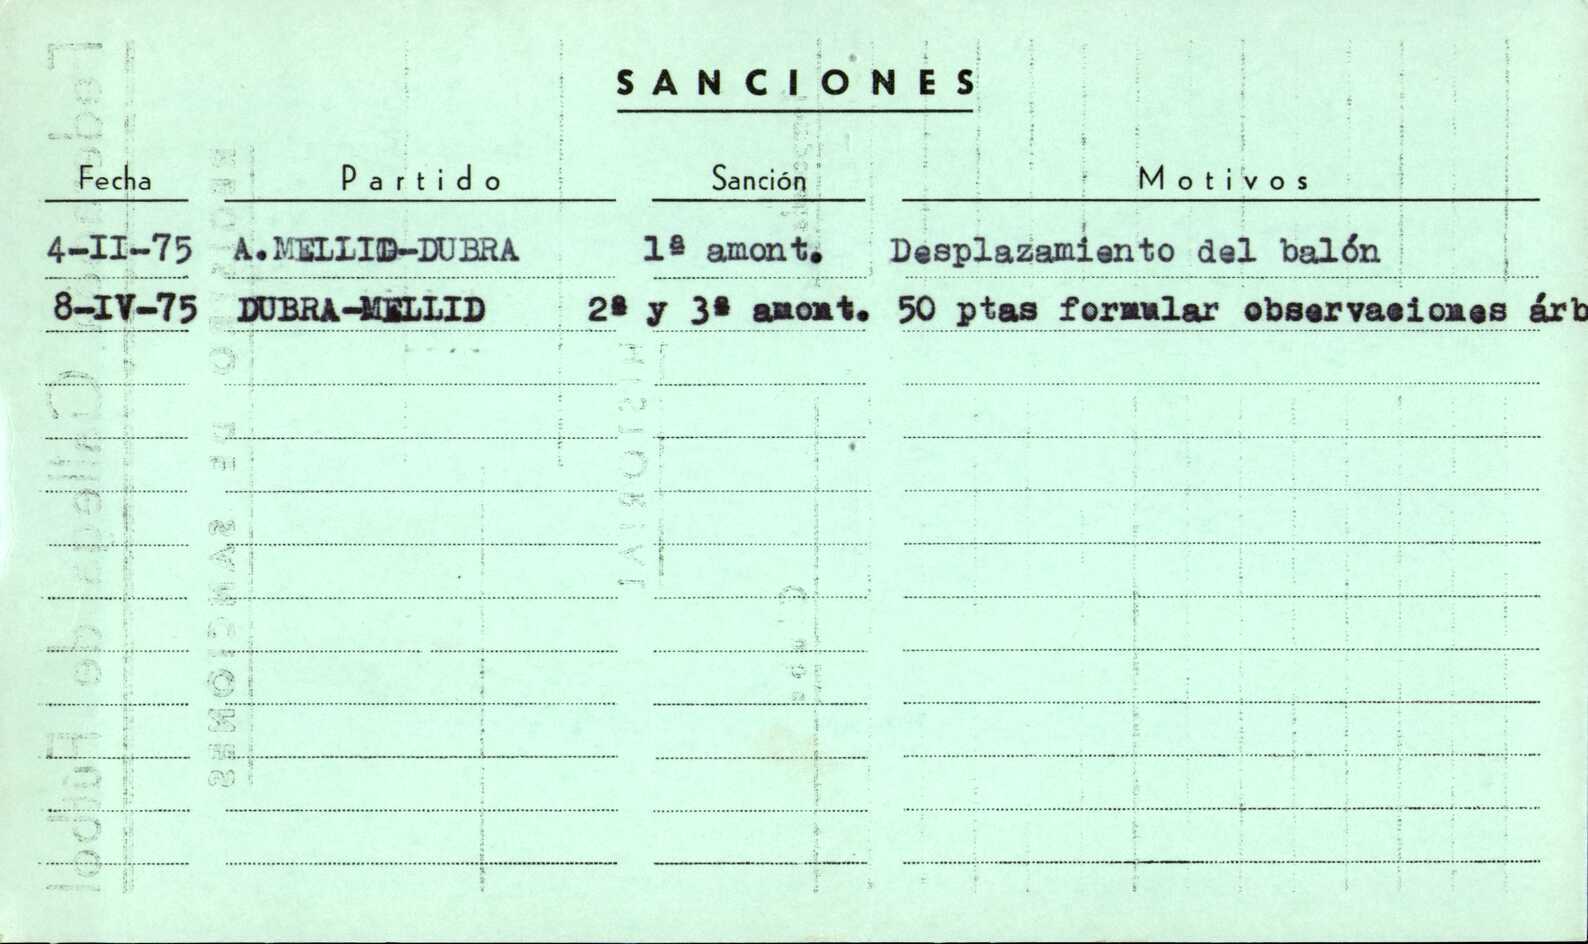 SANCIONES
Fecha Partido Sanción Motivos
4-II-75 A.MELLID-DUBRA 1ª amont. Desplazamiento del balón
8-IV-75 DUBRA-MELLID 2ª y 3ª amont. 50 ptas formular observaciones árb